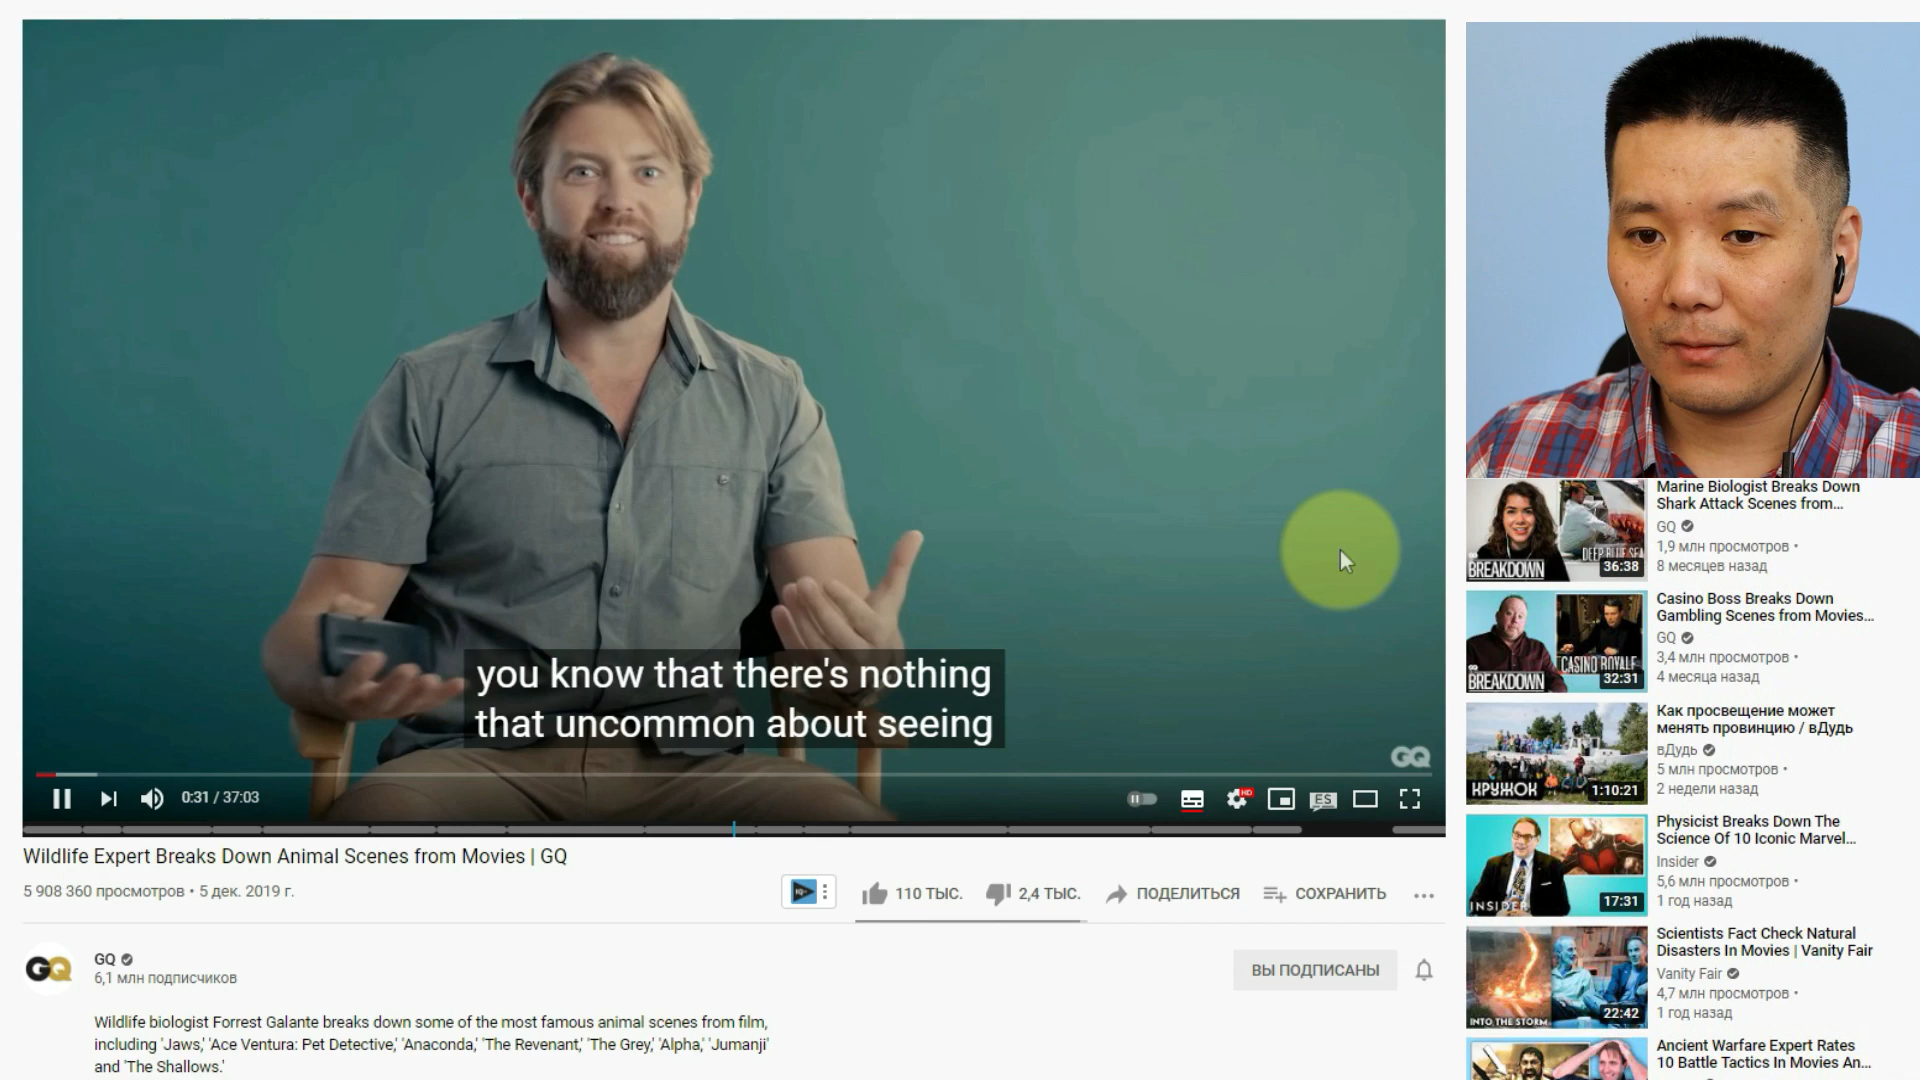 you know that there's nothing
that uncommon about seeing
GQ
0:31 / 37:03
HD
ES
Wildlife Expert Breaks Down Animal Scenes from Movies | GQ
5 908 360 просмотров • 5 дек. 2019 г.
110 ТЫС.
2,4 ТЫС.
ПОДЕЛИТЬСЯ
СОХРАНИТЬ
GQ
GQ
6,1 млн подписчиков
ВЫ ПОДПИСАНЫ
Wildlife biologist Forrest Galante breaks down some of the most famous animal scenes from film,
including 'Jaws,' 'Ace Ventura: Pet Detective,' 'Anaconda,' 'The Revenant,' 'The Grey,' 'Alpha,' 'Jumanji'
and 'The Shallows.'
DEEP BLUE SEA
BREAKDOWN
36:38
Marine Biologist Breaks Down
Shark Attack Scenes from...
GQ
1,9 млн просмотров •
8 месяцев назад
CASINO ROYALE
BREAKDOWN
32:31
Casino Boss Breaks Down
Gambling Scenes from Movies...
GQ
3,4 млн просмотров •
4 месяца назад
КРУЖОК
1:10:21
Как просвещение может
менять провинцию / вДудь
вДудь
5 млн просмотров •
2 недели назад
INSIDER
17:31
Physicist Breaks Down The
Science Of 10 Iconic Marvel...
Insider
5,6 млн просмотров •
1 год назад
INTO THE STORM
22:42
Scientists Fact Check Natural
Disasters In Movies | Vanity Fair
Vanity Fair
4,7 млн просмотров •
1 год назад
Ancient Warfare Expert Rates
10 Battle Tactics In Movies An...